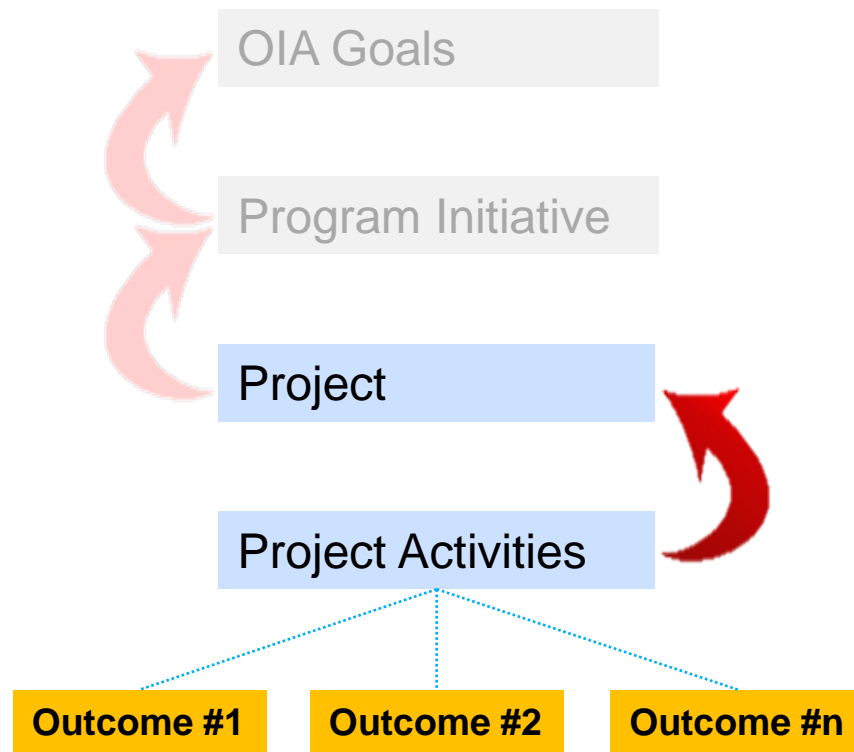 OIA Goals
Program Initiative
Project
Project Activities
Outcome #1
Outcome #2
Outcome #n